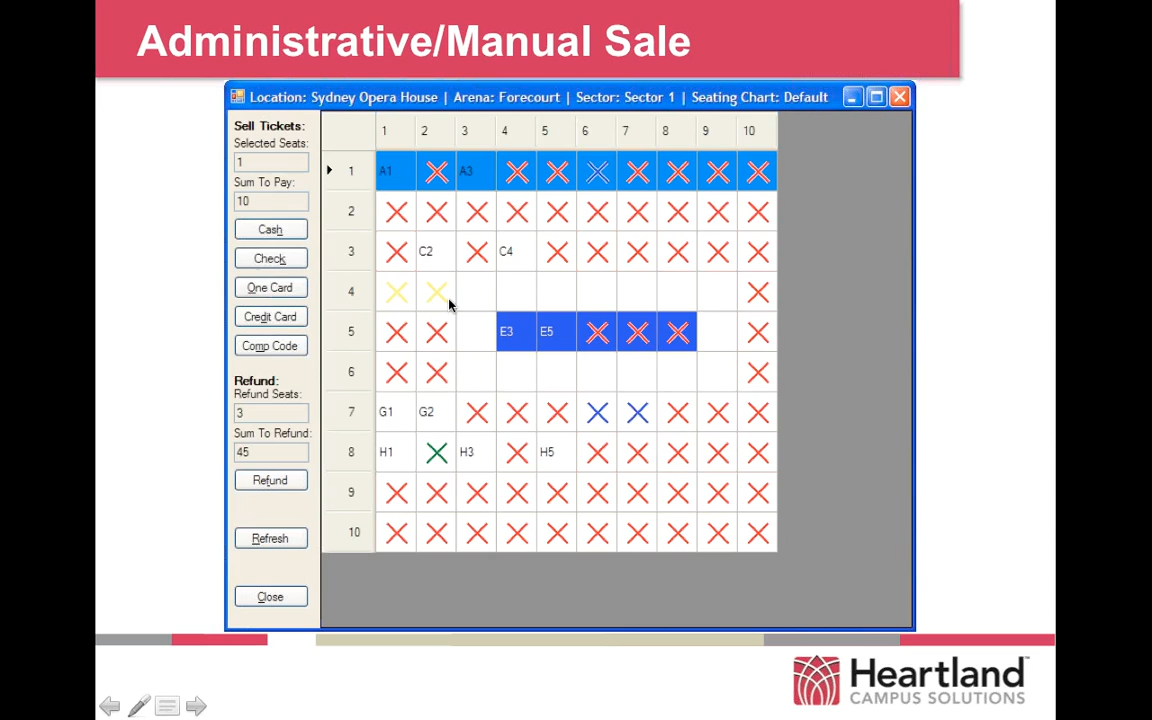 Administrative/Manual Sale
Location: Sydney Opera House | Arena: Forecourt | Sector: Sector 1 | Seating Chart: Default
Sell Tickets:
Selected Seats:
1
Sum To Pay:
10
Cash
Check
One Card
Credit Card
Comp Code
Refund:
Refund Seats:
3
Sum To Refund:
45
Refund
Refresh
Close
1 2 3 4 5 6 7 8 9 10
1 A1 A3
2
3 C2 C4
4
5 E3 E5
6
7 G1 G2
8 H1 H3 H5
9
10
Heartland™
CAMPUS SOLUTIONS